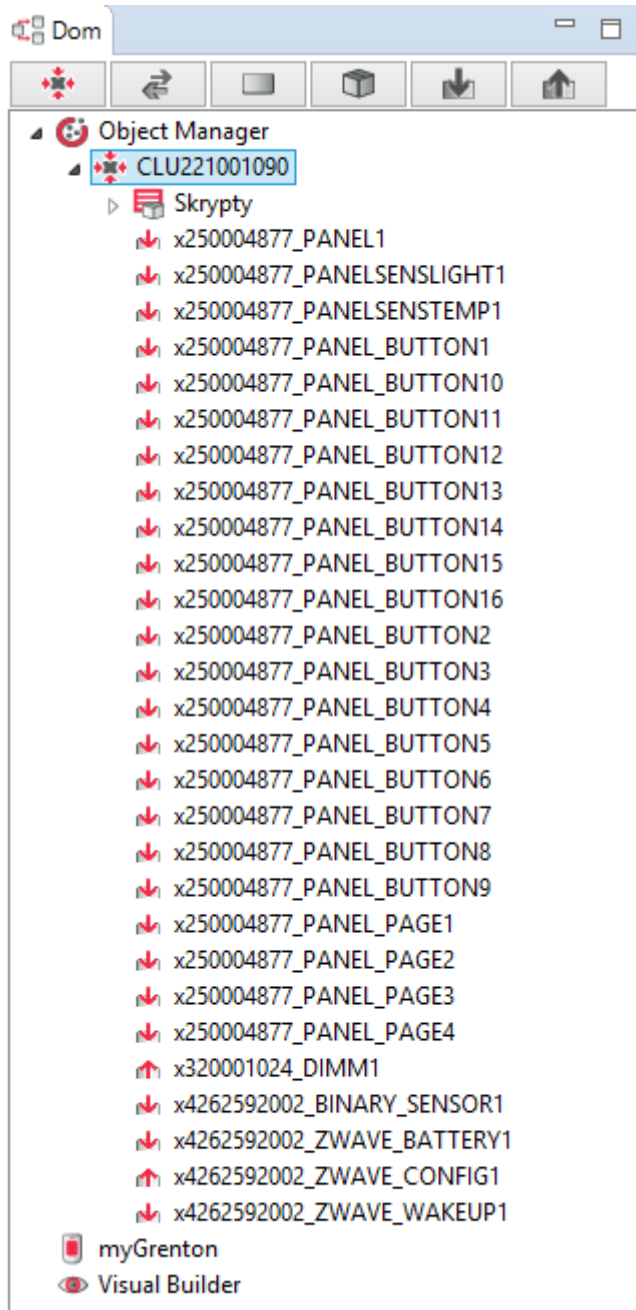 Dom
Object Manager
CLU221001090
Skrypty
x250004877_PANEL1
x250004877_PANELSENSLIGHT1
x250004877_PANELSENSTEMP1
x250004877_PANEL_BUTTON1
x250004877_PANEL_BUTTON10
x250004877_PANEL_BUTTON11
x250004877_PANEL_BUTTON12
x250004877_PANEL_BUTTON13
x250004877_PANEL_BUTTON14
x250004877_PANEL_BUTTON15
x250004877_PANEL_BUTTON16
x250004877_PANEL_BUTTON2
x250004877_PANEL_BUTTON3
x250004877_PANEL_BUTTON4
x250004877_PANEL_BUTTON5
x250004877_PANEL_BUTTON6
x250004877_PANEL_BUTTON7
x250004877_PANEL_BUTTON8
x250004877_PANEL_BUTTON9
x250004877_PANEL_PAGE1
x250004877_PANEL_PAGE2
x250004877_PANEL_PAGE3
x250004877_PANEL_PAGE4
x320001024_DIMM1
x4262592002_BINARY_SENSOR1
x4262592002_ZWAVE_BATTERY1
x4262592002_ZWAVE_CONFIG1
x4262592002_ZWAVE_WAKEUP1
myGrenton
Visual Builder